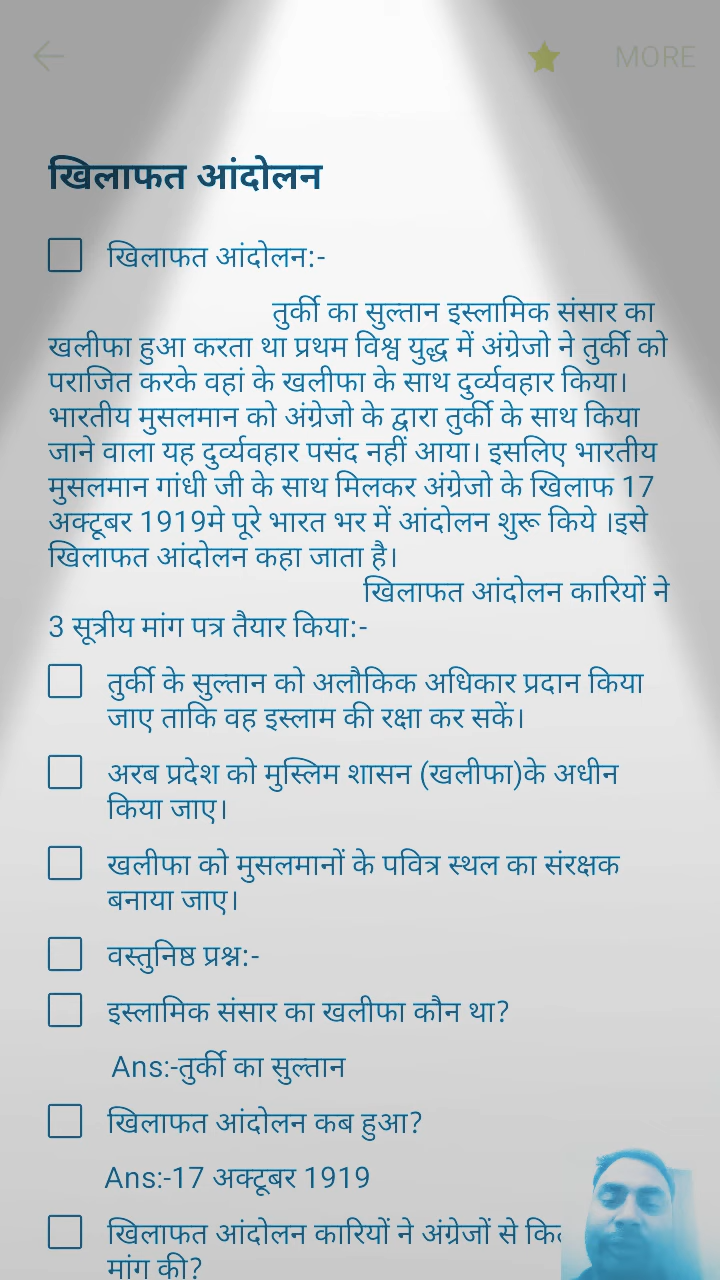 MORE
खिलाफत आंदोलन
खिलाफत आंदोलन:-
तुर्की का सुल्तान इस्लामिक संसार का
खलीफा हुआ करता था प्रथम विश्व युद्ध में अंग्रेजो ने तुर्की को
पराजित करके वहां के खलीफा के साथ दुर्व्यवहार किया।
भारतीय मुसलमान को अंग्रेजो के द्वारा तुर्की के साथ किया
जाने वाला यह दुर्व्यवहार पसंद नहीं आया। इसलिए भारतीय
मुसलमान गांधी जी के साथ मिलकर अंग्रेजो के खिलाफ 17
अक्टूबर 1919मे पूरे भारत भर में आंदोलन शुरू किये ।इसे
खिलाफत आंदोलन कहा जाता है।
खिलाफत आंदोलन कारियों ने
3 सूत्रीय मांग पत्र तैयार किया:-
तुर्की के सुल्तान को अलौकिक अधिकार प्रदान किया
जाए ताकि वह इस्लाम की रक्षा कर सकें।
अरब प्रदेश को मुस्लिम शासन (खलीफा)के अधीन
किया जाए।
खलीफा को मुसलमानों के पवित्र स्थल का संरक्षक
बनाया जाए।
वस्तुनिष्ठ प्रश्न:-
इस्लामिक संसार का खलीफा कौन था?
Ans:-तुर्की का सुल्तान
खिलाफत आंदोलन कब हुआ?
Ans:-17 अक्टूबर 1919
खिलाफत आंदोलन कारियों ने अंग्रेजों से
मांग की?